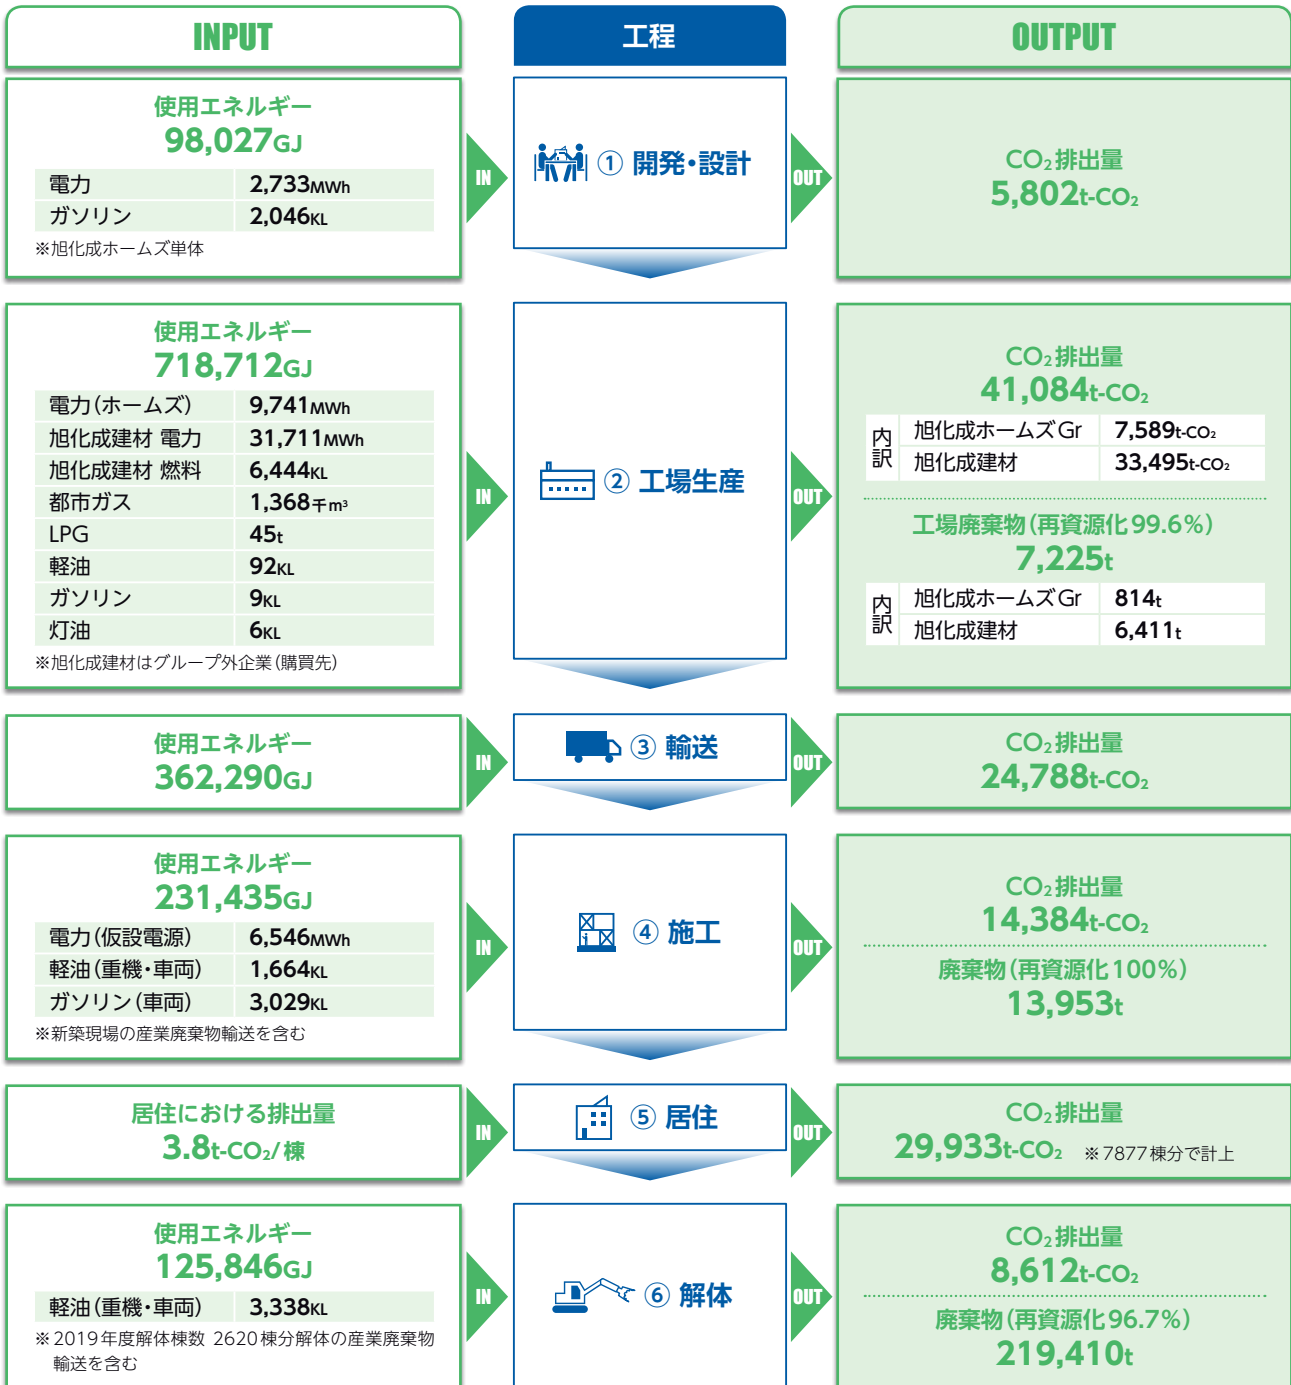 INPUT
工程
OUTPUT
使用エネルギー
98,027GJ
電力 2,733MWh
ガソリン 2,046KL
※旭化成ホームズ単体
IN
① 開発・設計
OUT
CO₂排出量
5,802t-CO₂
使用エネルギー
718,712GJ
電力（ホームズ） 9,741MWh
旭化成建材 電力 31,711MWh
旭化成建材 燃料 6,444KL
都市ガス 1,368千m³
LPG 45t
軽油 92KL
ガソリン 9KL
灯油 6KL
※旭化成建材はグループ外企業（購買先）
IN
② 工場生産
OUT
CO₂排出量
41,084t-CO₂
内訳
旭化成ホームズGr 7,589t-CO₂
旭化成建材 33,495t-CO₂
工場廃棄物（再資源化99.6%）
7,225t
内訳
旭化成ホームズGr 814t
旭化成建材 6,411t
使用エネルギー
362,290GJ
IN
③ 輸送
OUT
CO₂排出量
24,788t-CO₂
使用エネルギー
231,435GJ
電力（仮設電源） 6,546MWh
軽油（重機・車両） 1,664KL
ガソリン（車両） 3,029KL
※新築現場の産業廃棄物輸送を含む
IN
④ 施工
OUT
CO₂排出量
14,384t-CO₂
廃棄物（再資源化100%）
13,953t
居住における排出量
3.8t-CO₂/棟
IN
⑤ 居住
OUT
CO₂排出量
29,933t-CO₂ ※7877棟分で計上
使用エネルギー
125,846GJ
軽油（重機・車両） 3,338KL
※2019年度解体棟数 2620棟分解体の産業廃棄物
輸送を含む
IN
⑥ 解体
OUT
CO₂排出量
8,612t-CO₂
廃棄物（再資源化96.7%）
219,410t